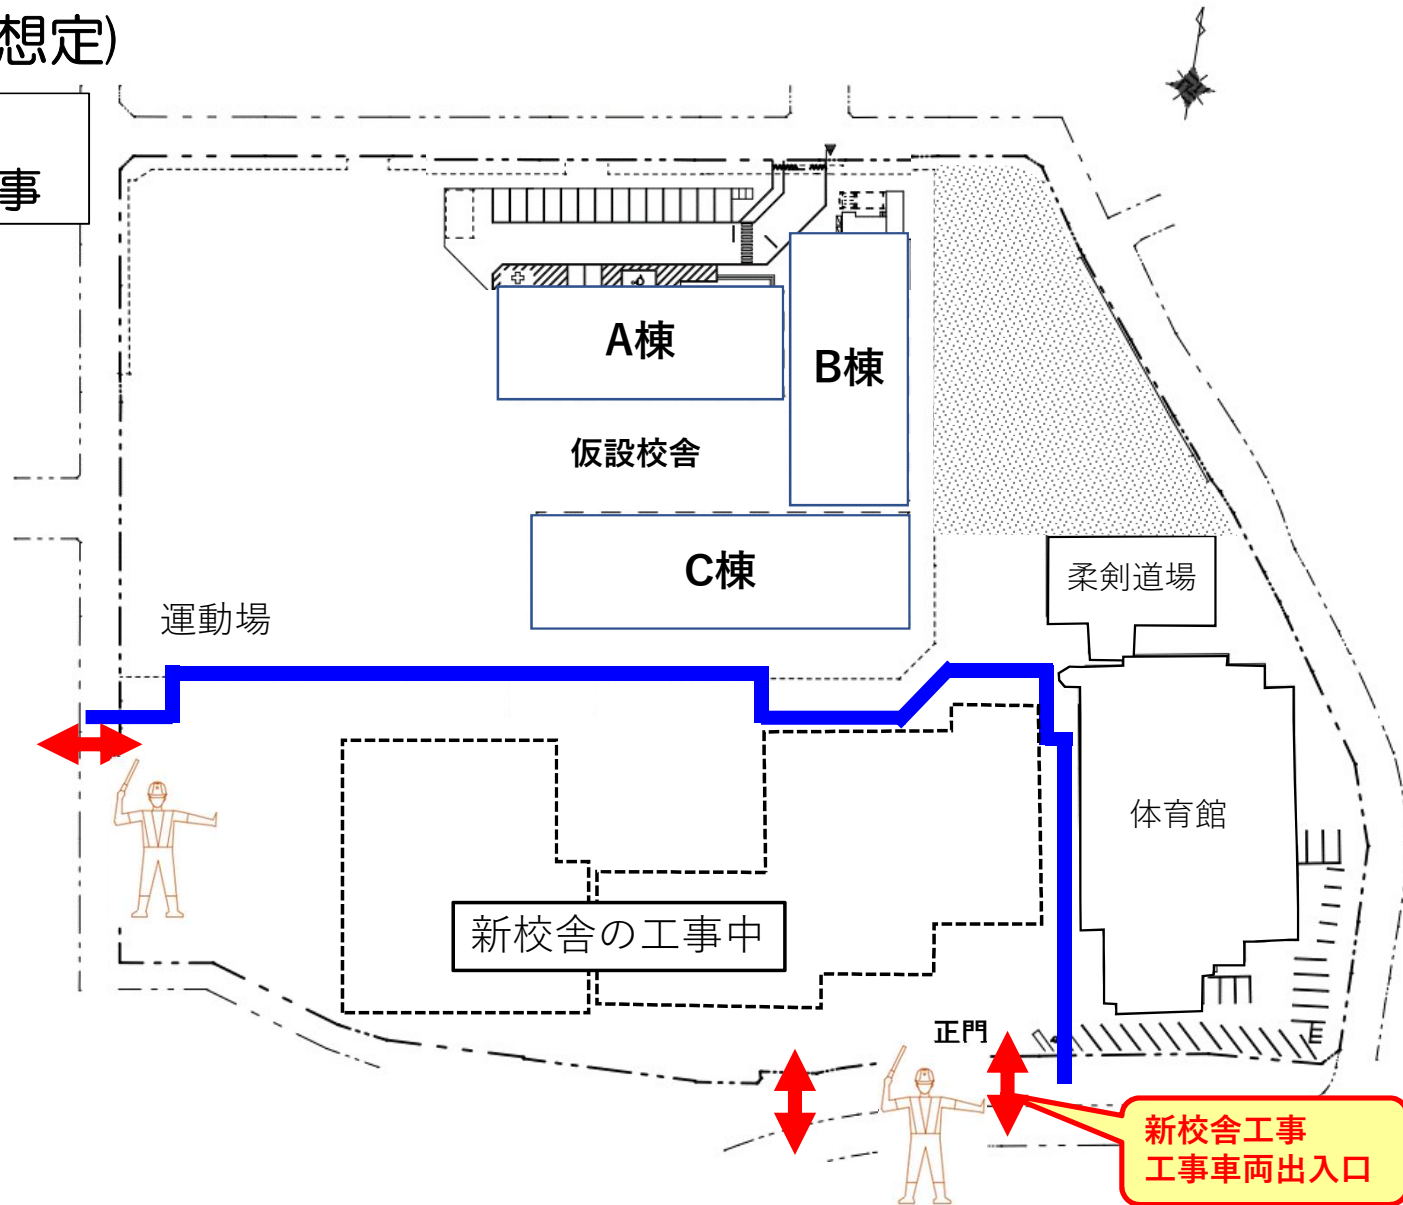 想定)
事
A棟
B棟
仮設校舎
C棟
柔剣道場
運動場
体育館
新校舎の工事中
正門
新校舎工事
工事車両出入口